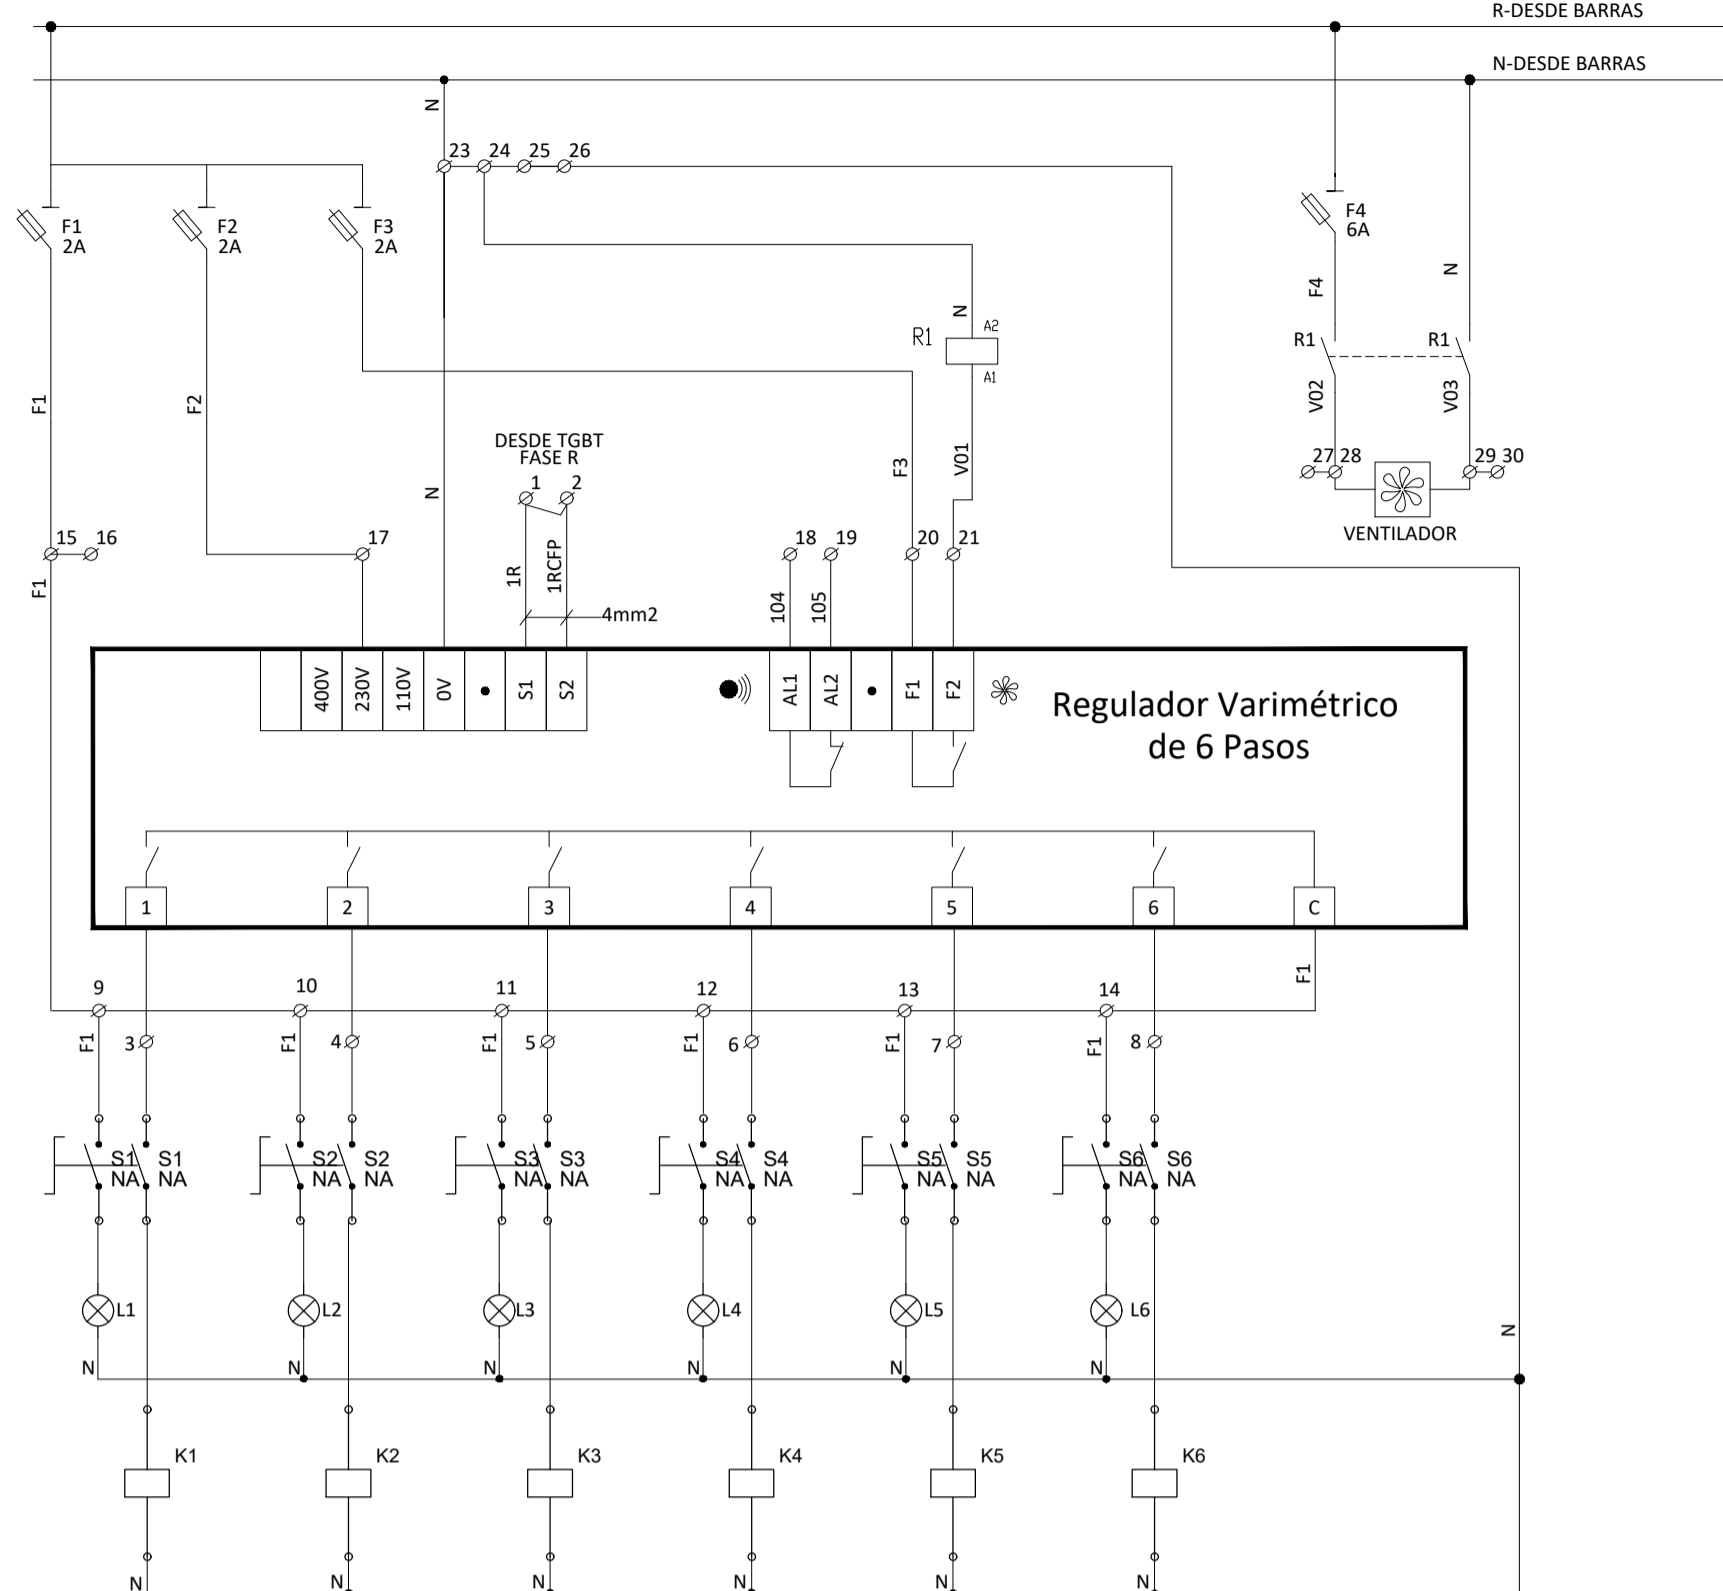 R-DESDE BARRAS
N-DESDE BARRAS
N
23 24 25 26
F1
2A
F2
2A
F3
2A
F4
6A
F4
N
N
R1
A2
A1
R1
R1
V02
V03
F1
F2
N
DESDE TGBT
FASE R
1 2
F3
V01
27 28
29 30
VENTILADOR
15 16
17
18 19
20 21
F1
1R
1RCFP
4mm2
104
105
400V
230V
110V
0V
S1
S2
AL1
AL2
F1
F2
Regulador Varimétrico
de 6 Pasos
1 2 3 4 5 6 C
F1
9 10 11 12 13 14
F1 3 F1 4 F1 5 F1 6 F1 7 F1 8
S1 S1 S2 S2 S3 S3 S4 S4 S5 S5 S6 S6
NA NA NA NA NA NA NA NA NA NA NA NA
L1 L2 L3 L4 L5 L6
N
N N N N N N
K1 K2 K3 K4 K5 K6
N N N N N N